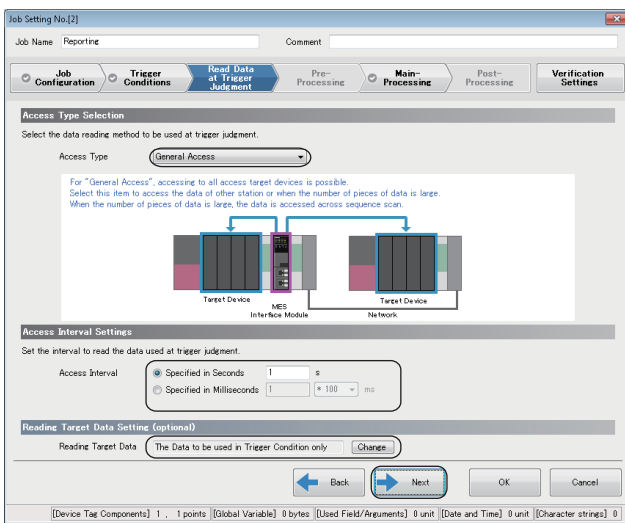 Job Setting No.[2]
Job Name Reporting Comment
Job Configuration
Trigger Conditions
Read Data at Trigger Judgment
Pre-Processing
Main-Processing
Post-Processing
Verification Settings
Access Type Selection
Select the data reading method to be used at trigger judgment.
Access Type General Access
For "General Access", accessing to all access target devices is possible.
Select this item to access the data of other station or when the number of pieces of data is large.
When the number of pieces of data is large, the data is accessed across sequence scan.
Target Device
MES
Interface Module
Target Device
Network
Access Interval Settings
Set the interval to read the data used at trigger judgment.
Access Interval Specified in Seconds 1 s
Specified in Milliseconds 1 * 100 ms
Reading Target Data Setting (optional)
Reading Target Data The Data to be used in Trigger Condition only Change
Back Next OK Cancel
[Device Tag Components] 1 , 1 points [Global Variable] 0 bytes [Used Field/Arguments] 0 unit [Date and Time] 0 unit [Character strings] 0